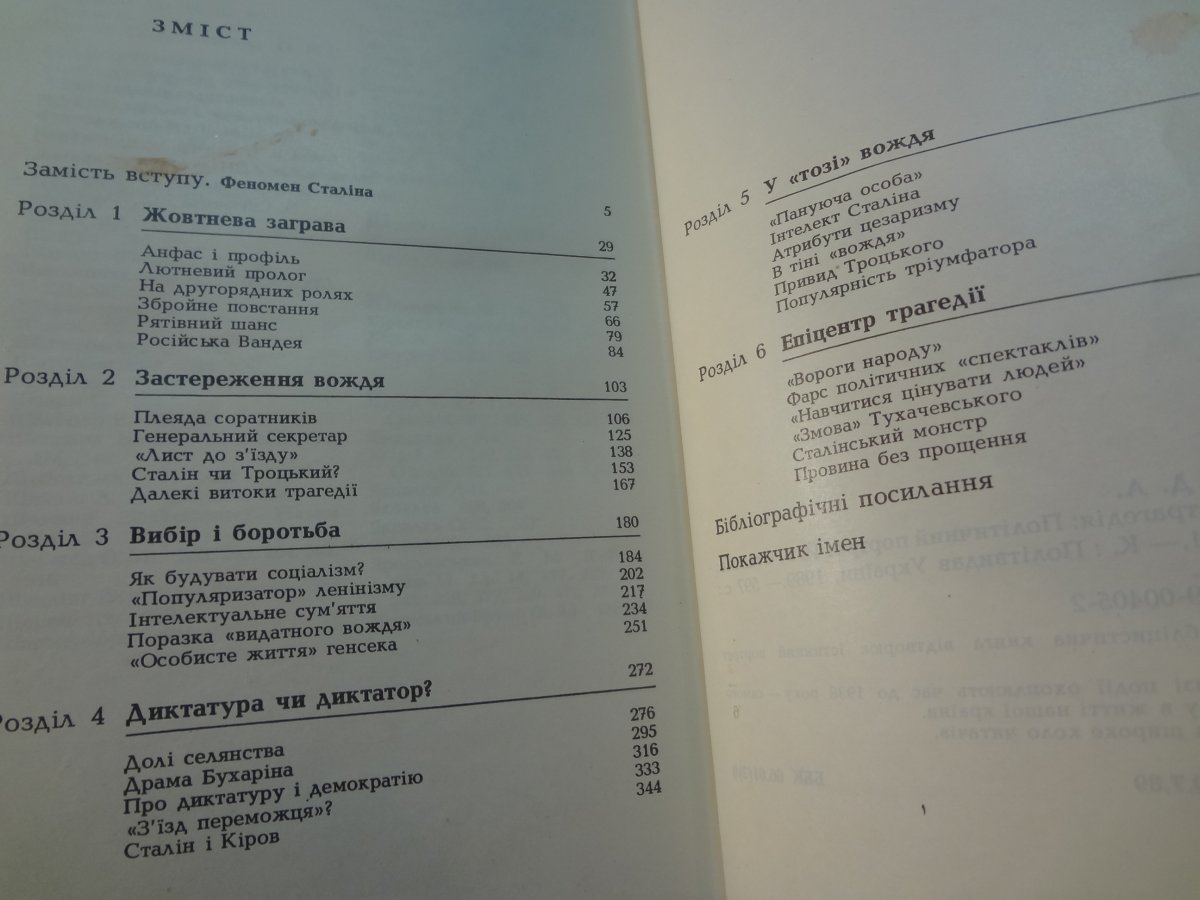 ЗМІСТ
Замість вступу. Феномен Сталіна 5
Розділ 1 Жовтнева заграва 29
Анфас і профіль 32
Лютневий пролог 47
На другорядних ролях 57
Збройне повстання 66
Рятівний шанс 79
Російська Вандея 84
Розділ 2 Застереження вождя 103
Плеяда соратників 106
Генеральний секретар 125
«Лист до з'їзду» 138
Сталін чи Троцький? 153
Далекі витоки трагедії 167
Розділ 3 Вибір і боротьба 180
Як будувати соціалізм? 184
«Популяризатор» ленінізму 202
Інтелектуальне сум'яття 217
Поразка «видатного вождя» 234
«Особисте життя» генсека 251
Розділ 4 Диктатура чи диктатор? 272
Долі селянства 276
Драма Бухаріна 295
Про диктатуру і демократію 316
«З'їзд переможця»? 333
Сталін і Кіров 344
Розділ 5 У «тозі» вождя
«Пануюча особа»
Інтелект Сталіна
Атрибути цезаризму
В тіні «вождя»
Привид Троцького
Популярність тріумфатора
Розділ 6 Епіцентр трагедії
«Вороги народу»
Фарс політичних «спектаклів»
«Навчитися цінувати людей»
«Змова» Тухачевського
Сталінський монстр
Провина без прощення
Бібліографічні посилання
Покажчик імен